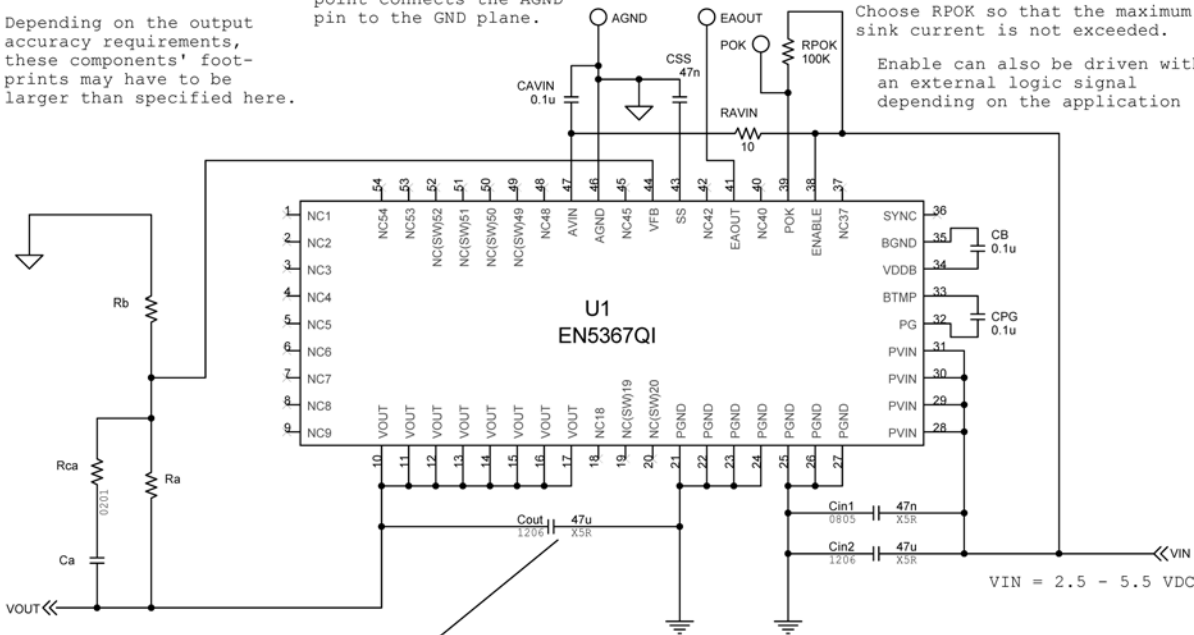 point connects the AGND
pin to the GND plane.
Depending on the output
accuracy requirements,
these components' foot-
prints may have to be
larger than specified here.
Choose RPOK so that the maximum
sink current is not exceeded.
Enable can also be driven with
an external logic signal
depending on the application
AGND
EAOUT
POK
RPOK
100K
CSS
47n
CAVIN
0.1u
RAVIN
10
54 53 52 51 50 49 48 47 46 45 44 43 42 41 40 39 38 37
NC54 NC53 NC(SW)52 NC(SW)51 NC(SW)50 NC(SW)49 NC48 AVIN AGND NC45 VFB SS NC42 EAOUT NC40 POK ENABLE NC37
1 NC1
2 NC2
3 NC3
4 NC4
5 NC5
6 NC6
7 NC7
8 NC8
9 NC9
U1
EN5367QI
SYNC 36
BGND 35
VDDB 34
BTMP 33
PG 32
PVIN 31
PVIN 30
PVIN 29
PVIN 28
CB
0.1u
CPG
0.1u
VOUT VOUT VOUT VOUT VOUT VOUT VOUT VOUT NC18 NC(SW)19 NC(SW)20 PGND PGND PGND PGND PGND PGND PGND
10 11 12 13 14 15 16 17 18 19 20 21 22 23 24 25 26 27
Rb
Rca
0201
Ra
Ca
VOUT
Cout 47u
1206 X5R
Cin1 47n
0805 X5R
Cin2 47u
1206 X5R
VIN
VIN = 2.5 - 5.5 VDC